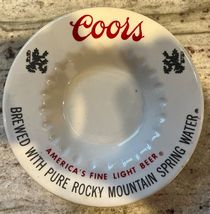 Coors
AMERICA'S FINE LIGHT BEER®
BREWED WITH PURE ROCKY MOUNTAIN SPRING WATER®